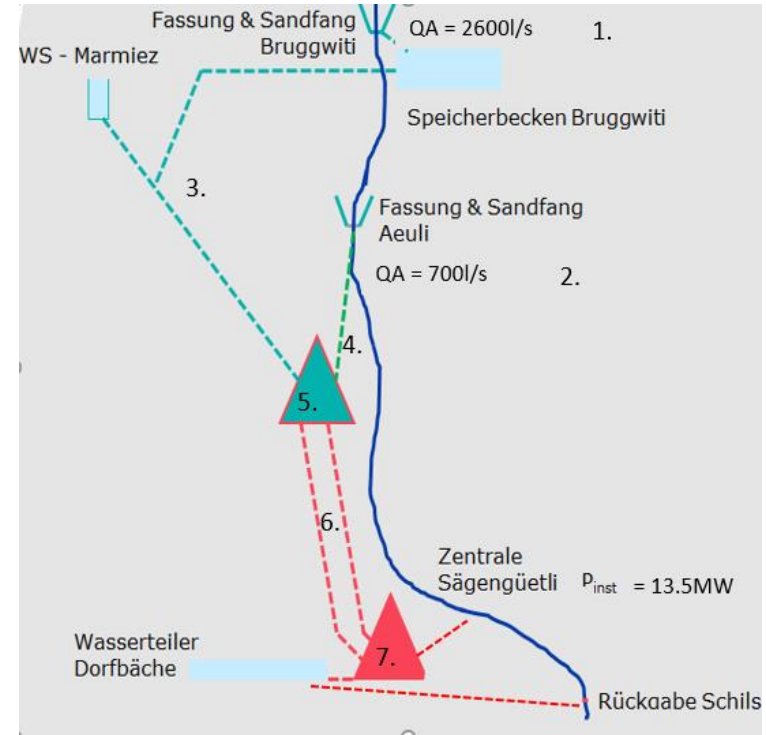 Fassung & Sandfang
Bruggwiti
QA = 2600l/s
1.
WS - Marmiez
Speicherbecken Bruggwiti
3.
Fassung & Sandfang
Aeuli
QA = 700l/s
2.
4.
5.
6.
Zentrale
Sägengüetli
Pinst = 13.5MW
Wasserteiler
Dorfbäche
7.
Rückgabe Schils